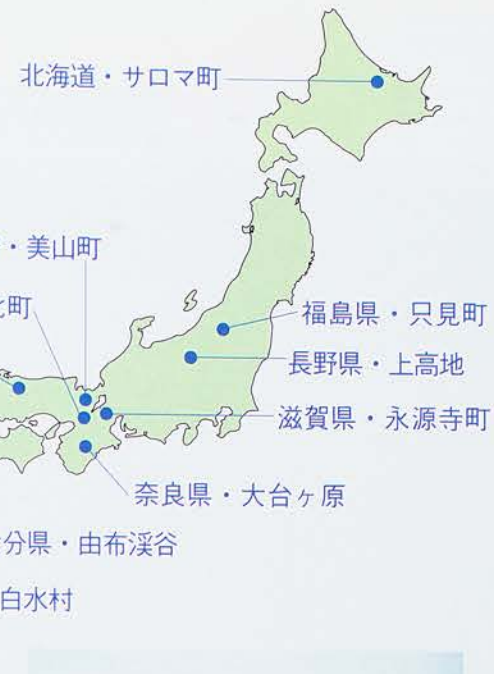 北海道・サロマ町
・美山町
町
福島県・只見町
長野県・上高地
滋賀県・永源寺町
奈良県・大台ヶ原
分県・由布渓谷
白水村